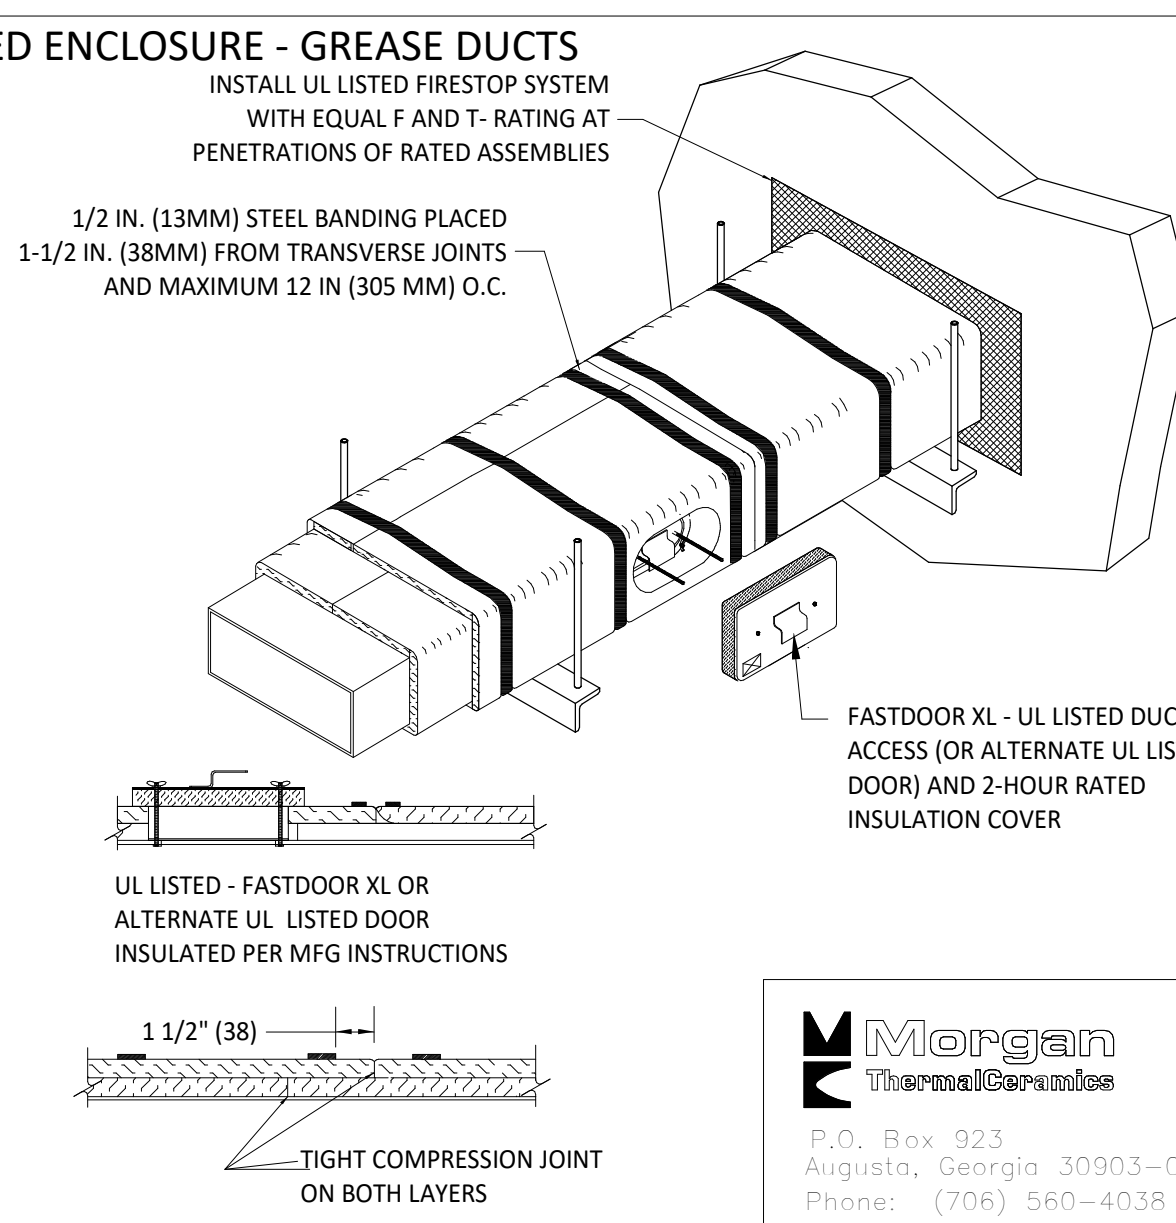 ED ENCLOSURE - GREASE DUCTS
INSTALL UL LISTED FIRESTOP SYSTEM
WITH EQUAL F AND T- RATING AT
PENETRATIONS OF RATED ASSEMBLIES
1/2 IN. (13MM) STEEL BANDING PLACED
1-1/2 IN. (38MM) FROM TRANSVERSE JOINTS
AND MAXIMUM 12 IN (305 MM) O.C.
FASTDOOR XL - UL LISTED DUC
ACCESS (OR ALTERNATE UL LIS
DOOR) AND 2-HOUR RATED
INSULATION COVER
UL LISTED - FASTDOOR XL OR
ALTERNATE UL LISTED DOOR
INSULATED PER MFG INSTRUCTIONS
1 1/2" (38)
TIGHT COMPRESSION JOINT
ON BOTH LAYERS
Morgan
ThermalCeramics
P.O. Box 923
Augusta, Georgia 30903-0
Phone: (706) 560-4038